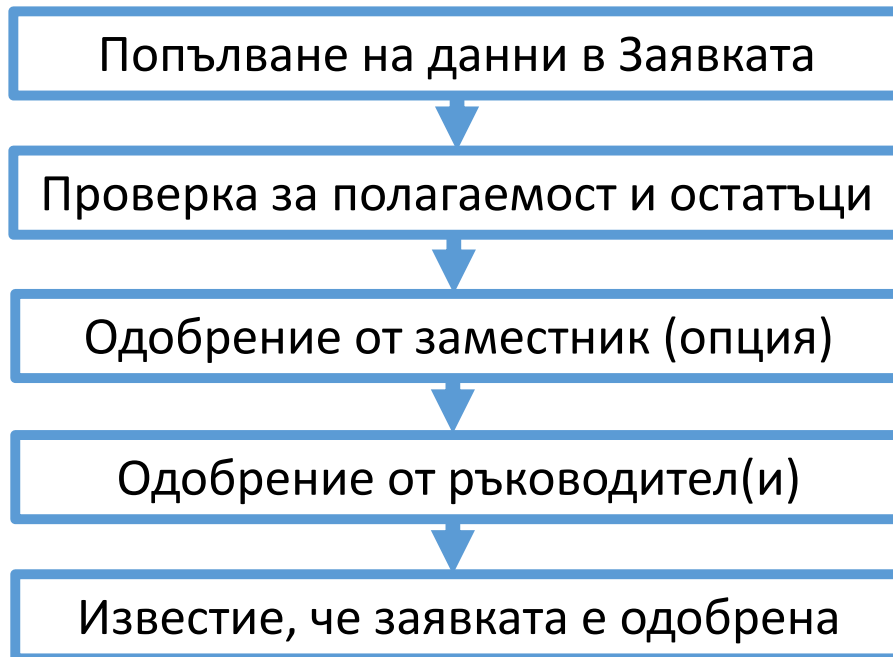 Попълване на данни в Заявката
Проверка за полагаемост и остатъци
Одобрение от заместник (опция)
Одобрение от ръководител(и)
Известие, че заявката е одобрена